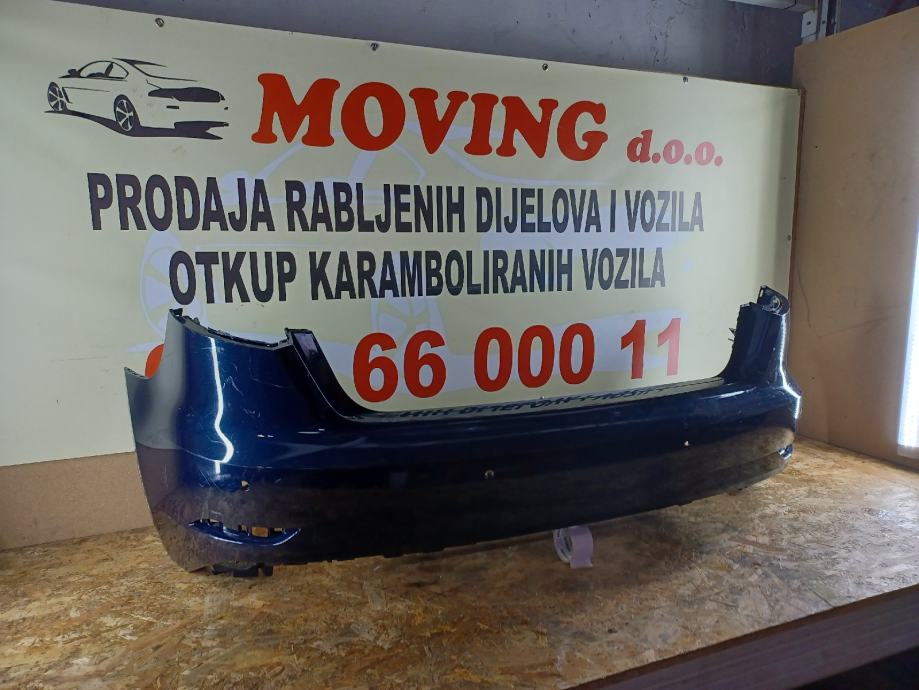 MOVING d.o.o.
PRODAJA RABLJENIH DIJELOVA I VOZILA
OTKUP KARAMBOLIRANIH VOZILA
66 000 11